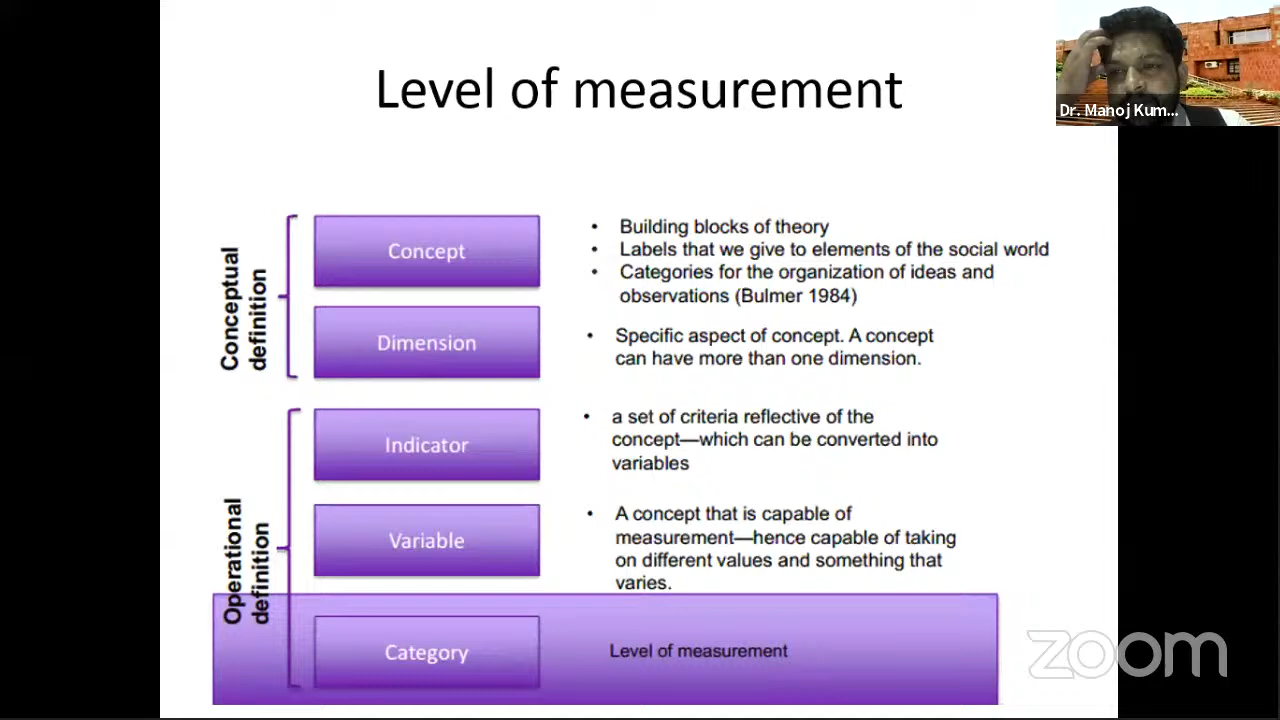 Level of measurement
Dr. Manoj Kum...
Conceptual
definition
Concept
• Building blocks of theory
• Labels that we give to elements of the social world
• Categories for the organization of ideas and
observations (Bulmer 1984)
Dimension
• Specific aspect of concept. A concept
can have more than one dimension.
Operational
definition
Indicator
• a set of criteria reflective of the
concept—which can be converted into
variables
Variable
• A concept that is capable of
measurement—hence capable of taking
on different values and something that
varies.
Category
Level of measurement
zoom